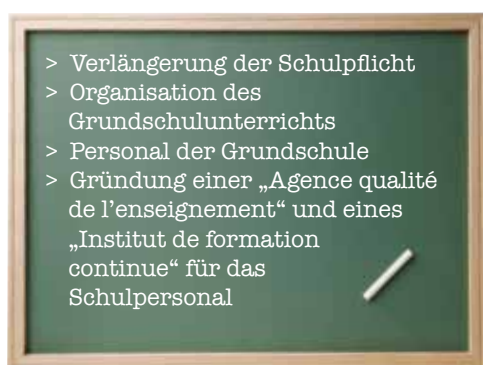 > Verlängerung der Schulpflicht
> Organisation des
Grundschulunterrichts
> Personal der Grundschule
> Gründung einer „Agence qualité
de l'enseignement“ und eines
„Institut de formation
continue“ für das
Schulpersonal